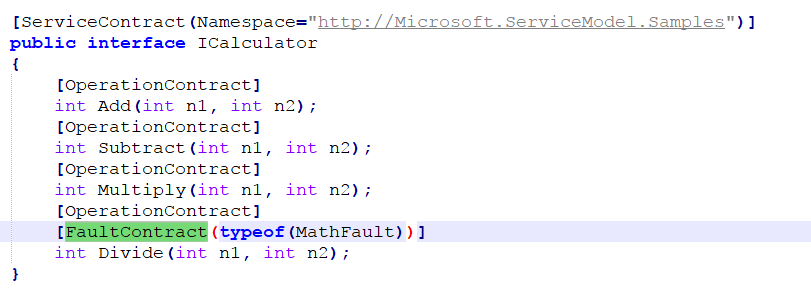 [ServiceContract(Namespace="http://Microsoft.ServiceModel.Samples")]
public interface ICalculator
{
    [OperationContract]
    int Add(int n1, int n2);
    [OperationContract]
    int Subtract(int n1, int n2);
    [OperationContract]
    int Multiply(int n1, int n2);
    [OperationContract]
    [FaultContract(typeof(MathFault))]
    int Divide(int n1, int n2);
}